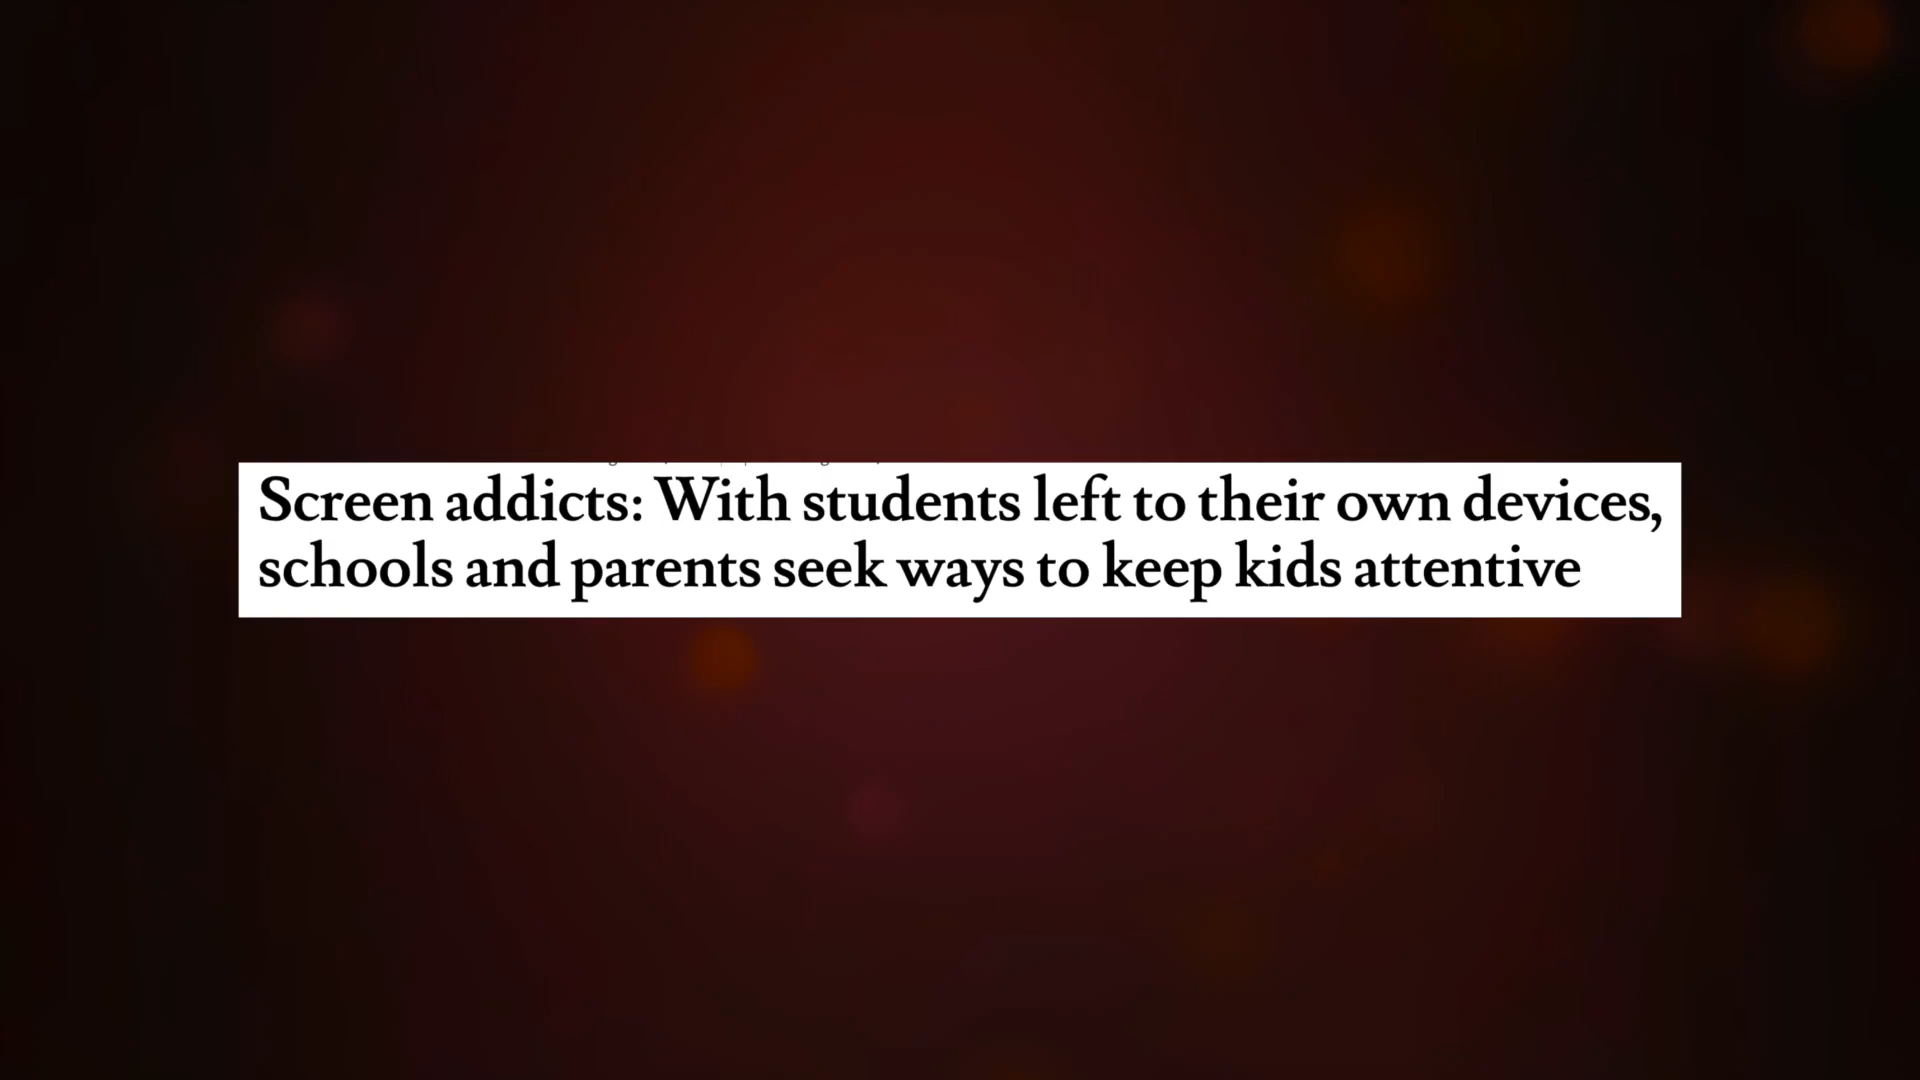 Screen addicts: With students left to their own devices,
schools and parents seek ways to keep kids attentive